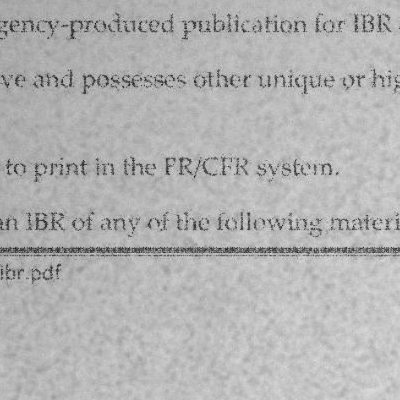 gency-produced publication for IBR
ve and possesses other unique or hig
to print in the FR/CFR system.
an IBR of any of the following materi
ibr.pdf